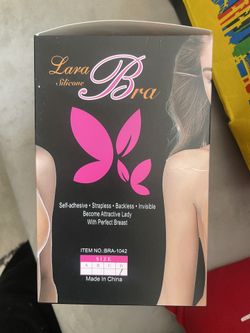 Lara Bra
Silicone
Self-adhesive • Strapless • Backless • Invisible
Become Attractive Lady
With Perfect Breast
ITEM NO: BRA-1042
SIZE
A B C D
Made In China